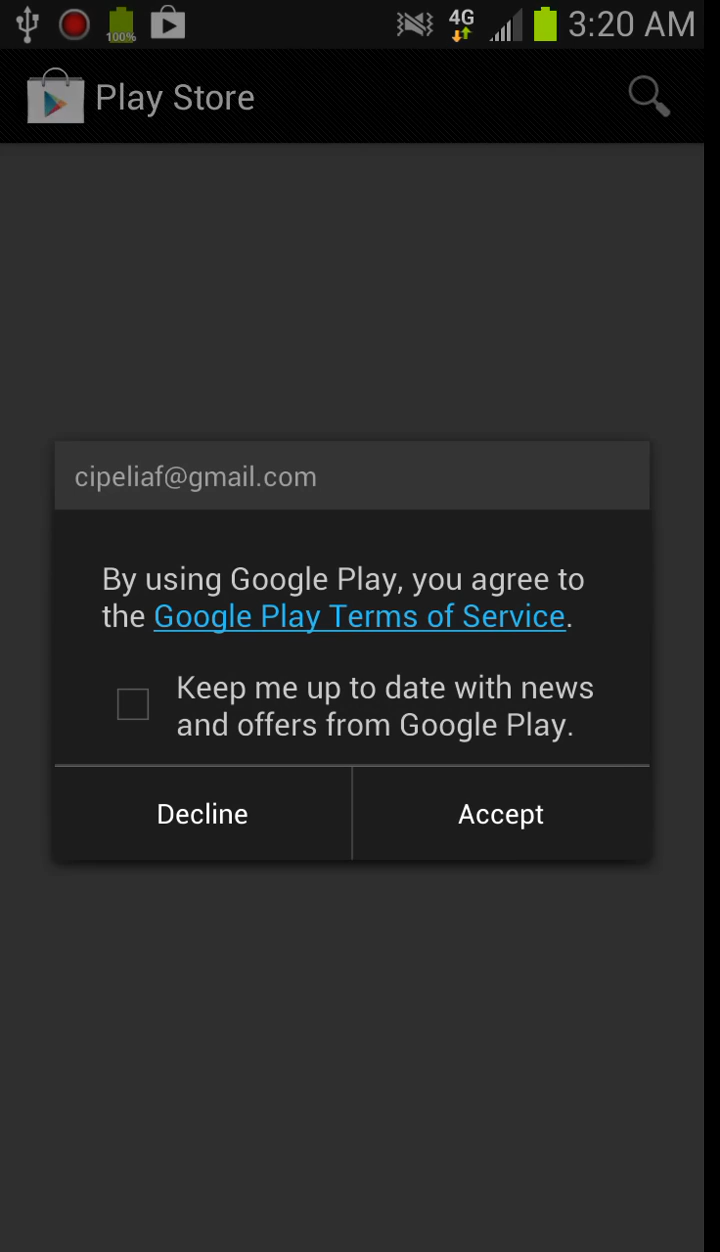 100%
4G
3:20 AM
Play Store
cipeliaf@gmail.com
By using Google Play, you agree to
the Google Play Terms of Service.
Keep me up to date with news
and offers from Google Play.
Decline
Accept